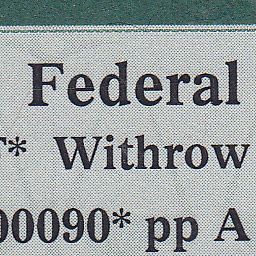 Federal
T* Withrow
00090* pp A